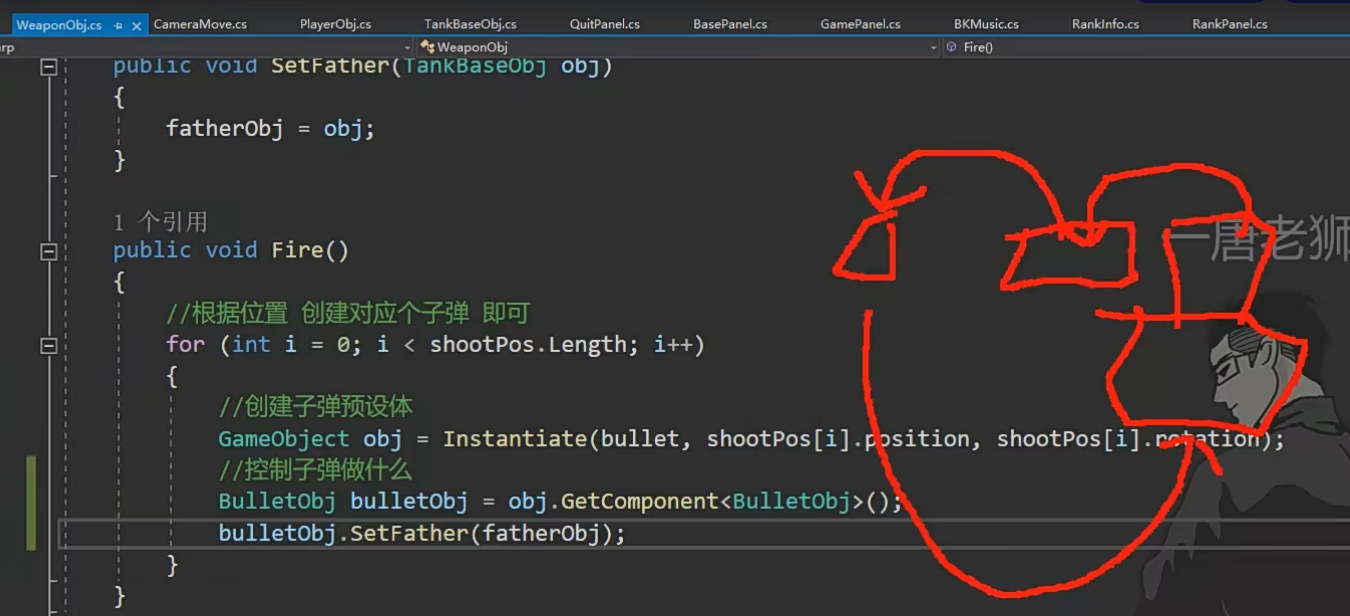 WeaponObj.cs CameraMove.cs PlayerObj.cs TankBaseObj.cs QuitPanel.cs BasePanel.cs GamePanel.cs BKMusic.cs RankInfo.cs RankPanel.cs
rp WeaponObj Fire()
public void SetFather(TankBaseObj obj)
{
fatherObj = obj;
}
1 个引用
public void Fire()
一唐老狮
{
//根据位置 创建对应个子弹 即可
for (int i = 0; i < shootPos.Length; i++)
{
//创建子弹预设体
GameObject obj = Instantiate(bullet, shootPos[i].position, shootPos[i].rotation);
//控制子弹做什么
BulletObj bulletObj = obj.GetComponent<BulletObj>();
bulletObj.SetFather(fatherObj);
}
}